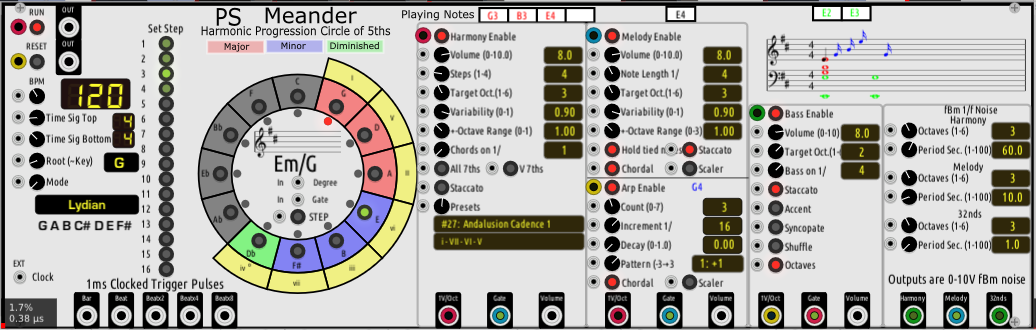 PS Meander
Harmonic Progression Circle of 5ths
Major Minor Diminished
RUN
OUT
RESET
OUT
BPM
120
Time Sig Top 4
Time Sig Bottom 4
Root (~Key) G
Mode
Lydian
G A B C# D E F#
EXT
Clock
1.7%
0.38 µs
Set Step
1
2
3
4
5
6
7
8
9
10
11
12
13
14
15
16
C
G
D
A
E
B
F#
Db
Ab
Eb
Bb
F
I
V
II
vi
iii
vii
iv
Em/G
In Degree
In Gate
STEP
1ms Clocked Trigger Pulses
Bar Beat Beatx2 Beatx4 Beatx8
Playing Notes G3 B3 E4
Harmony Enable
Volume (0-10.0) 8.0
Steps (1-4) 4
Target Oct.(1-6) 3
Variability (0-1) 0.90
+-Octave Range (0-1) 1.00
Chords on 1/ 1
All 7ths V 7ths
Staccato
Presets
#27: Andalusion Cadence 1
i - VII - VI - V
1V/Oct Gate Volume
E4
Melody Enable
Volume (0-10.0) 8.0
Note Length 1/ 4
Target Oct.(1-6) 3
Variability (0-1) 0.90
+-Octave Range (0-3) 1.00
Staccato
Chordal Scaler
Arp Enable G4
Count (0-7) 3
Increment 1/ 16
Decay (0-1.0) 0.00
Pattern (-3→3 1: +1
Chordal Scaler
1V/Oct Gate Volume
E2 E3
4
4
4
4
Bass Enable
Volume (0-10) 8.0
Target Oct.(1- 2
Bass on 1/ 4
Staccato
Accent
Syncopate
Shuffle
Octaves
1V/Oct Gate Volume
fBm 1/f Noise
Harmony
Octaves (1-6) 3
Period Sec. (1-100) 60.0
Melody
Octaves (1-6) 3
Period Sec. (1-100) 10.0
32nds
Octaves (1-6) 3
Period Sec. (1-100) 1.0
Outputs are 0-10V fBm noise
Harmony Melody 32nds